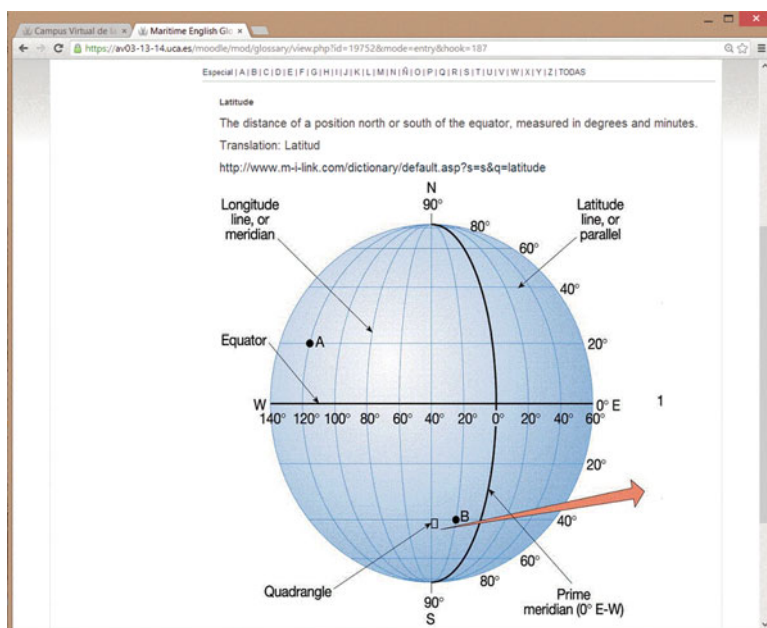 Campus Virtual de la
Maritime English Glo
https://av03-13-14.uca.es/moodle/mod/glossary/view.php?id=19752&mode=entry&hook=187
Especial | A | B | C | D | E | F | G | H | I | J | K | L | M | N | Ñ | O | P | Q | R | S | T | U | V | W | X | Y | Z | TODAS
Latitude
The distance of a position north or south of the equator, measured in degrees and minutes.
Translation: Latitud
http://www.m-i-link.com/dictionary/default.asp?s=s&q=latitude
N
90°
Longitude
line, or
meridian
Latitude
line, or
parallel
80°
60°
40°
A
20°
Equator
W
0° E
1
140° 120° 100° 80° 60° 40° 20° 0° 20° 40° 60°
20°
B
40°
60°
80°
Quadrangle
90°
S
Prime
meridian (0° E-W)